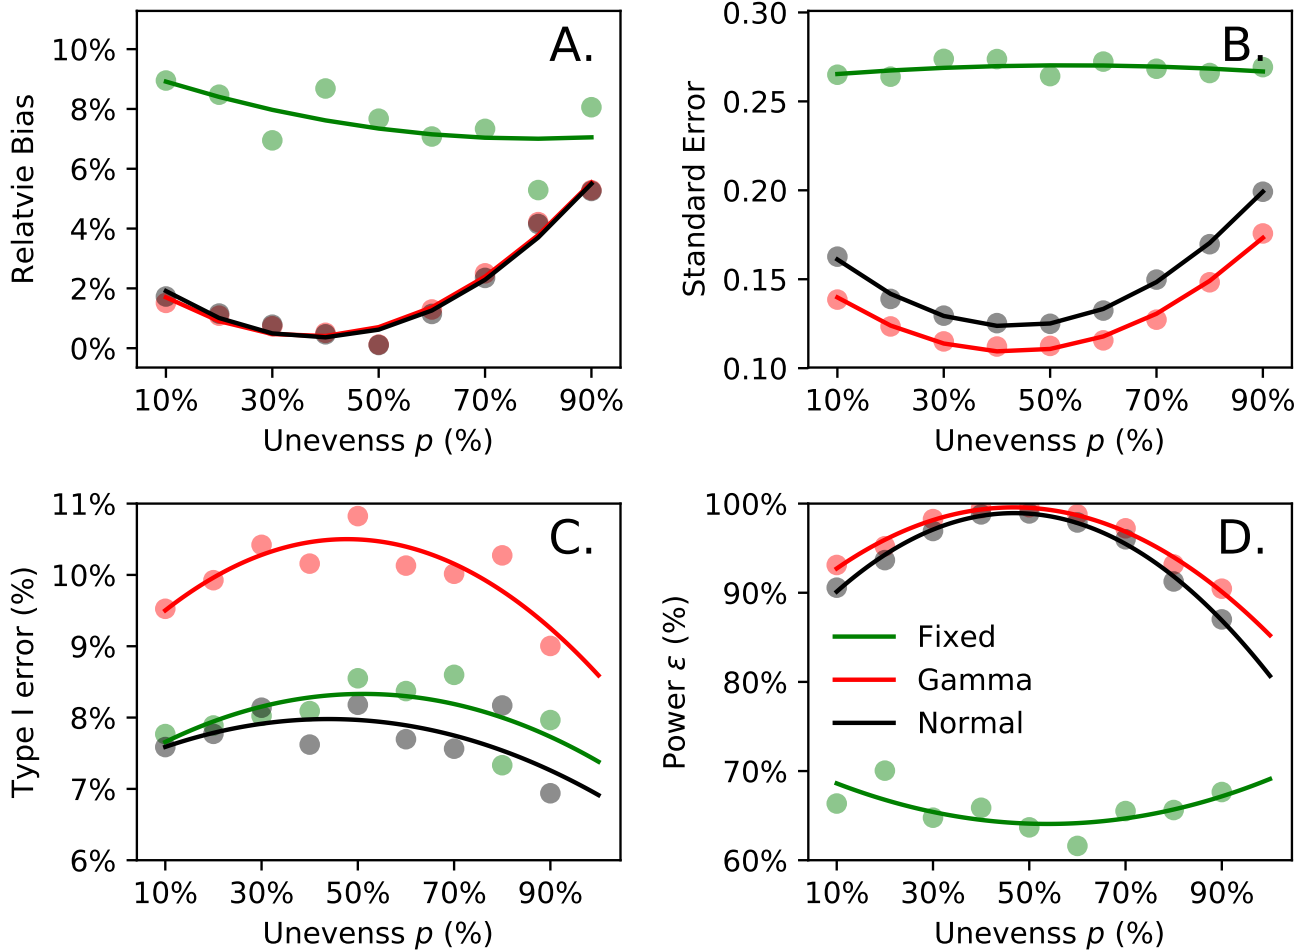 A.
10%
8%
6%
4%
2%
0%
Relatvie Bias
10% 30% 50% 70% 90%
Unevenss p (%)
B.
0.30
0.25
0.20
0.15
0.10
Standard Error
10% 30% 50% 70% 90%
Unevenss p (%)
C.
11%
10%
9%
8%
7%
6%
Type I error (%)
10% 30% 50% 70% 90%
Unevenss p (%)
D.
100%
90%
80%
70%
60%
Power ε (%)
Fixed
Gamma
Normal
10% 30% 50% 70% 90%
Unevenss p (%)